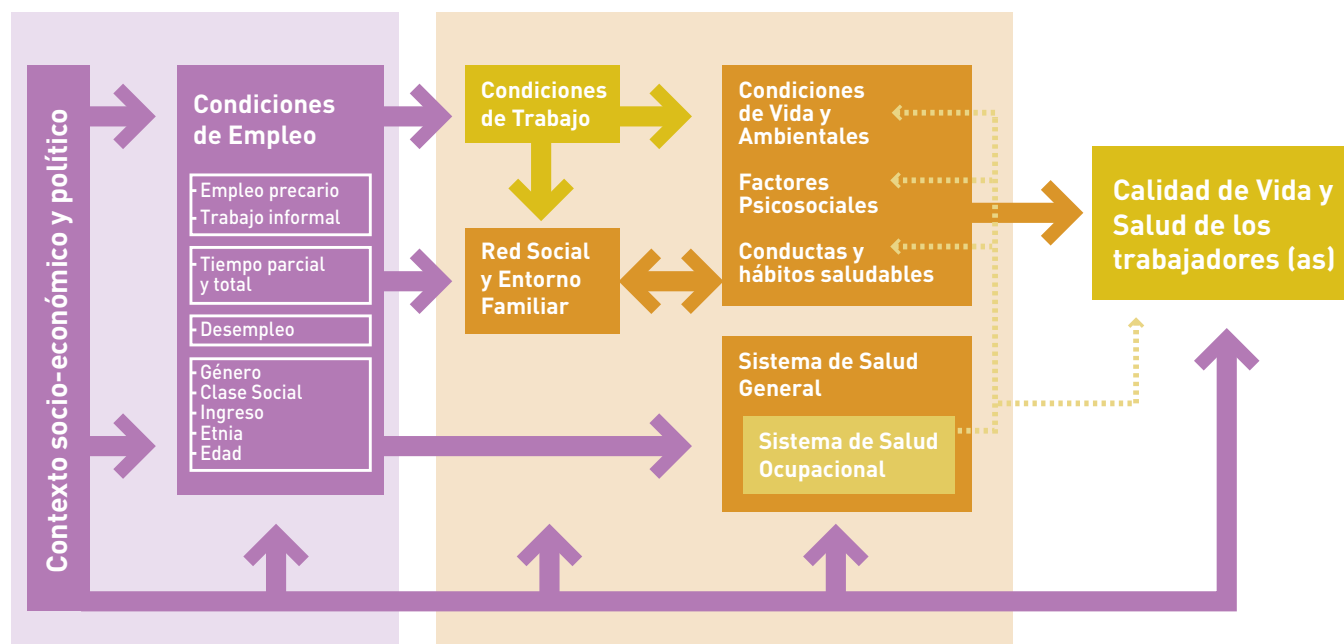 Contexto socio-económico y político
Condiciones
de Empleo
- Empleo precario
- Trabajo informal
- Tiempo parcial
y total
- Desempleo
- Género
- Clase Social
- Ingreso
- Etnia
- Edad
Condiciones
de Trabajo
Red Social
y Entorno
Familiar
Condiciones
de Vida y
Ambientales
Factores
Psicosociales
Conductas y
hábitos saludables
Sistema de Salud
General
Sistema de Salud
Ocupacional
Calidad de Vida y
Salud de los
trabajadores (as)